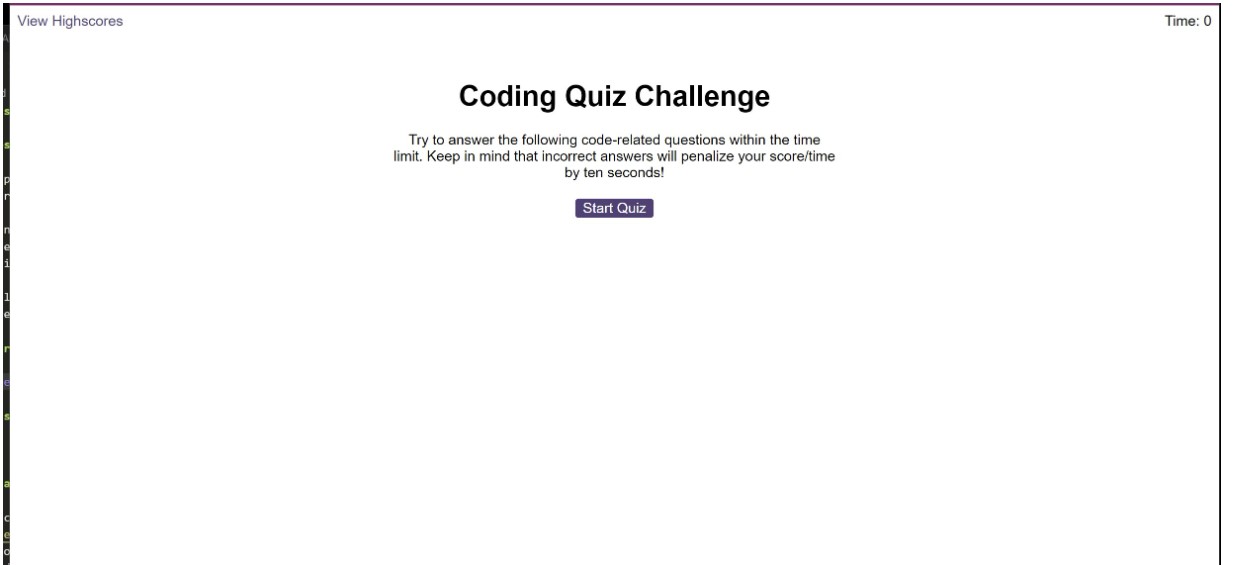 View Highscores
Time: 0
Coding Quiz Challenge
Try to answer the following code-related questions within the time
limit. Keep in mind that incorrect answers will penalize your score/time
by ten seconds!
Start Quiz